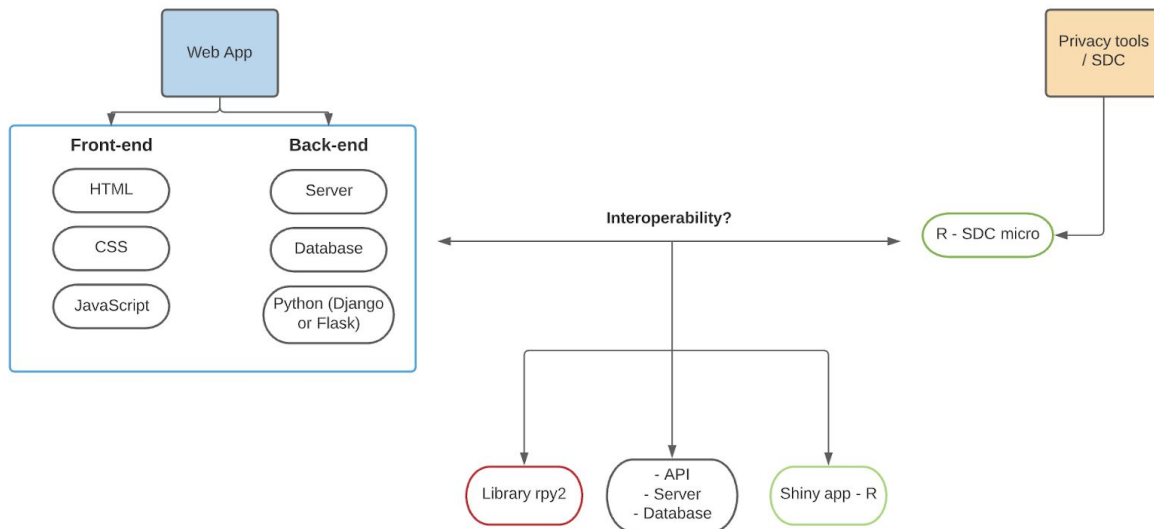 Web App
Privacy tools
/ SDC
Front-end
Back-end
HTML
Server
Interoperability?
R - SDC micro
CSS
Database
JavaScript
Python (Django
or Flask)
Library rpy2
- API
- Server
- Database
Shiny app - R